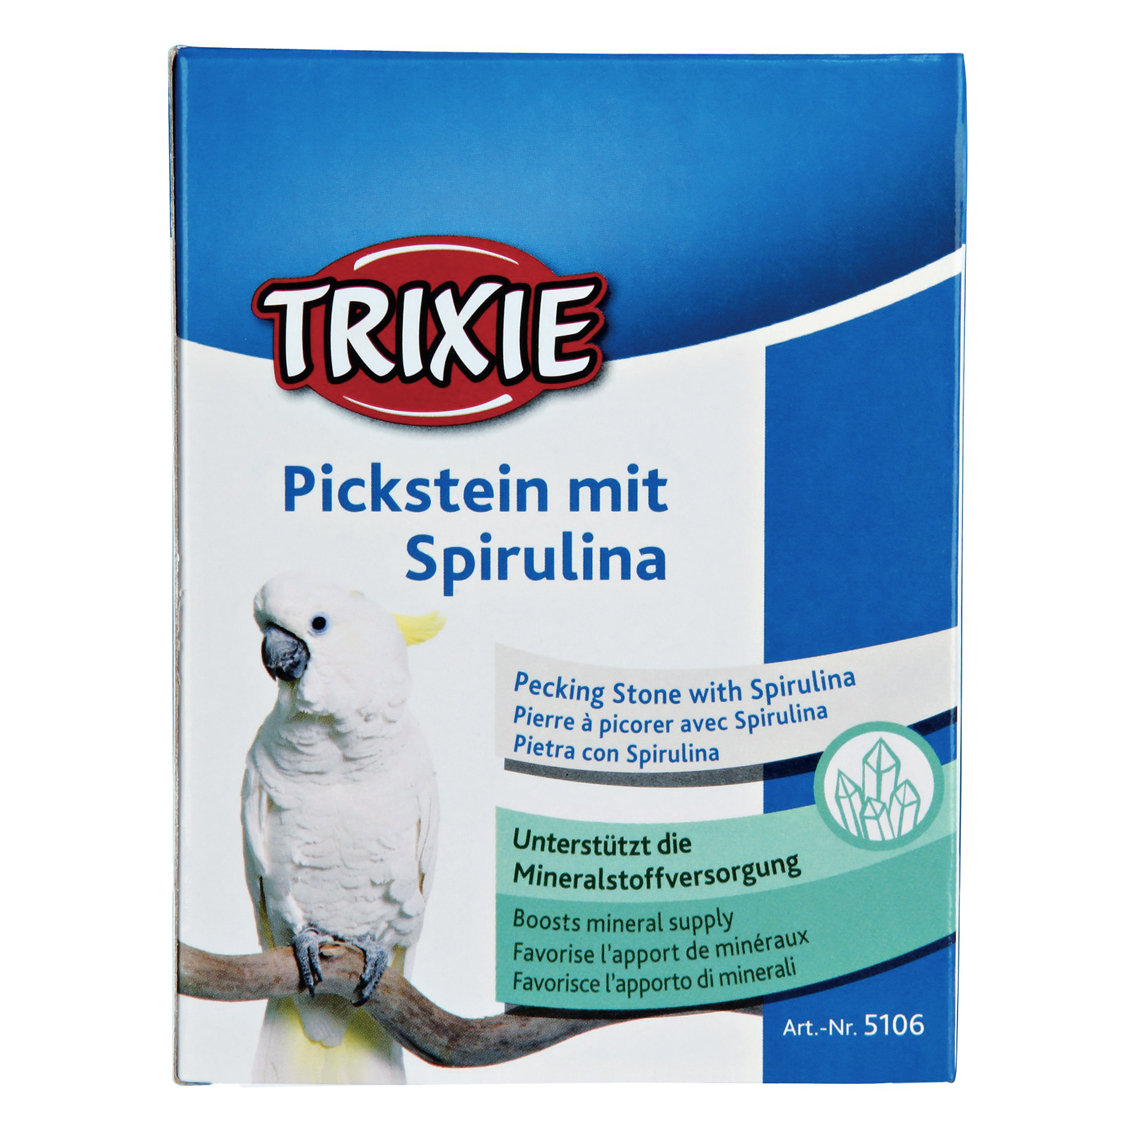 TRIXIE
Pickstein mit
Spirulina
Pecking Stone with Spirulina
Pierre à picorer avec Spirulina
Pietra con Spirulina
Unterstützt die
Mineralstoffversorgung
Boosts mineral supply
Favorise l'apport de minéraux
Favorisce l'apporto di minerali
Art.-Nr. 5106